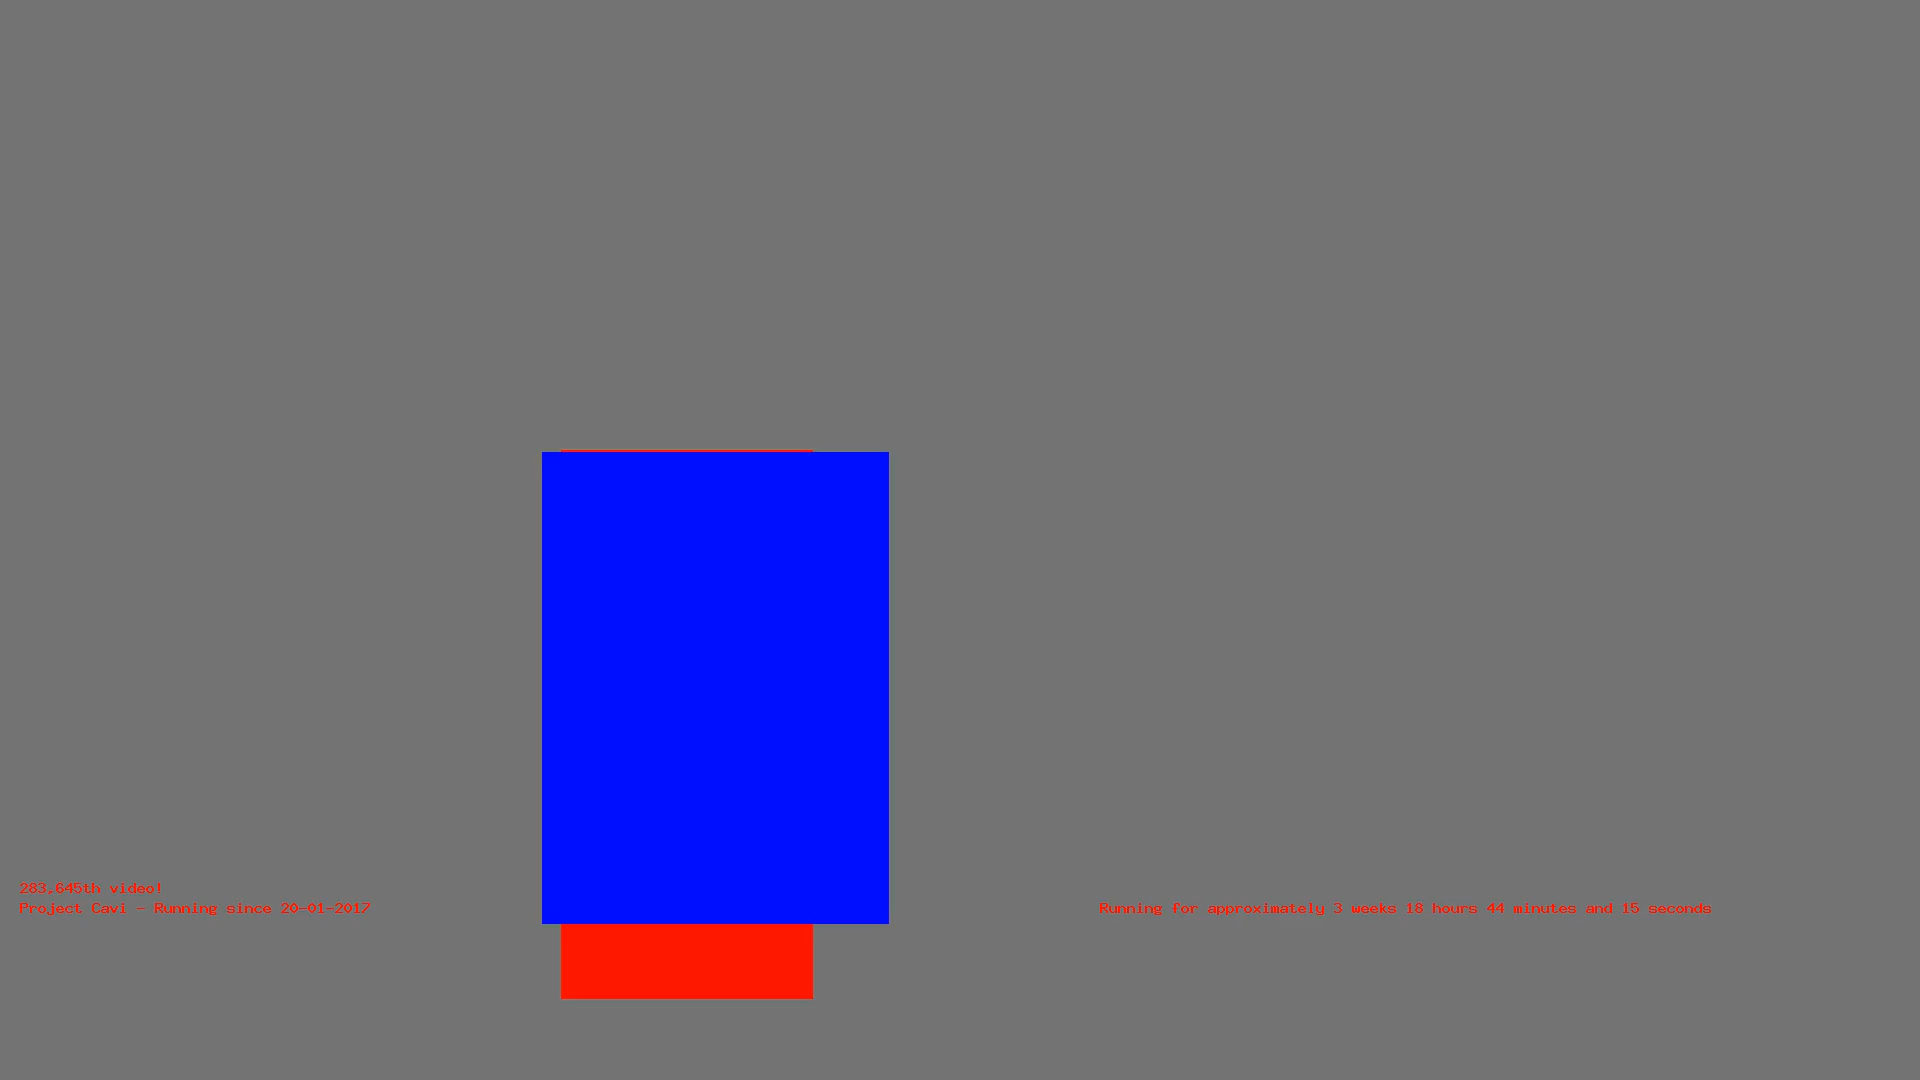 283,645th video!
Project Cavi - Running since 20-01-2017
Running for approximately 3 weeks 18 hours 44 minutes and 15 seconds